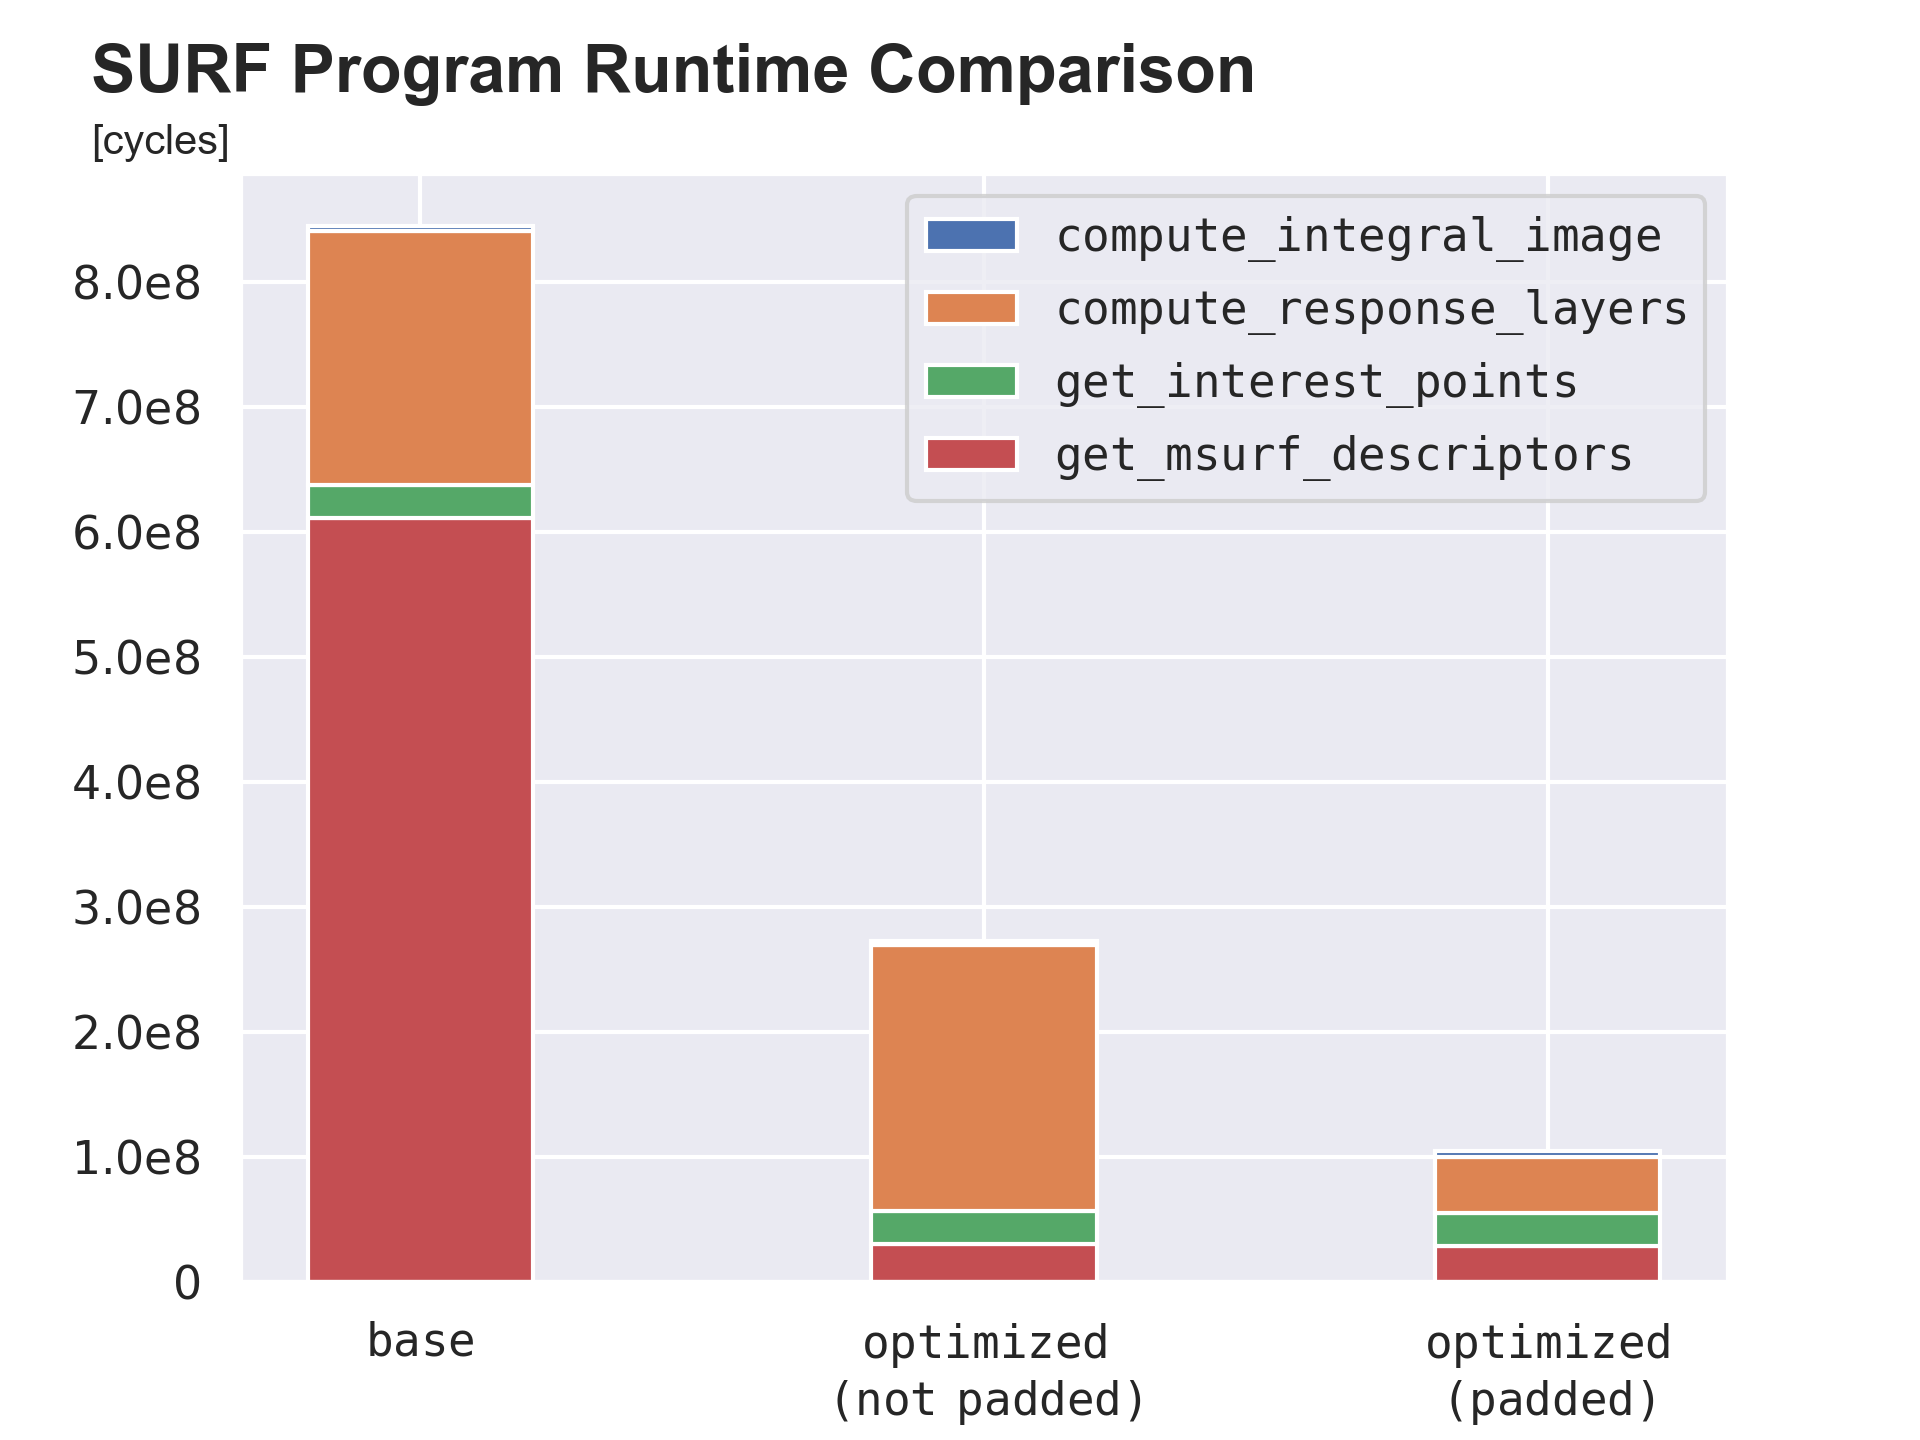 SURF Program Runtime Comparison
[cycles]
compute_integral_image
compute_response_layers
get_interest_points
get_msurf_descriptors
8.0e8
7.0e8
6.0e8
5.0e8
4.0e8
3.0e8
2.0e8
1.0e8
0
base
optimized
(not padded)
optimized
(padded)